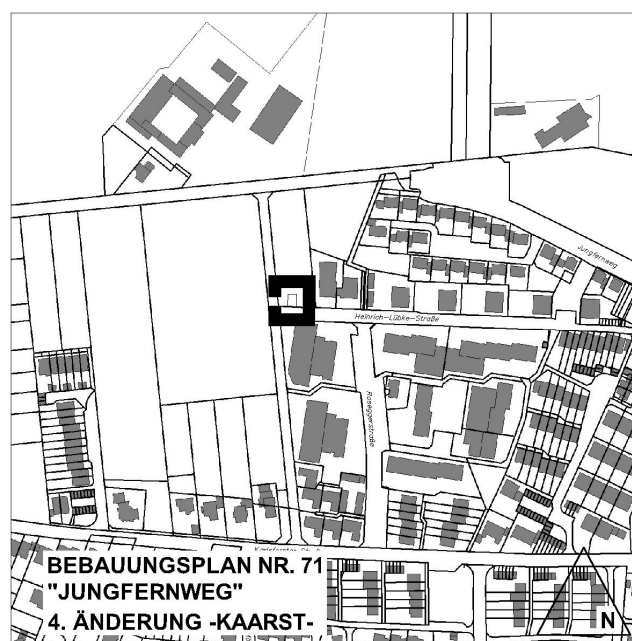 Jungfernweg
Heinrich-Lübke-Straße
Roseggerstraße
BEBAUUNGSPLAN NR. 71
"JUNGFERNWEG"
4. ÄNDERUNG -KAARST-
N